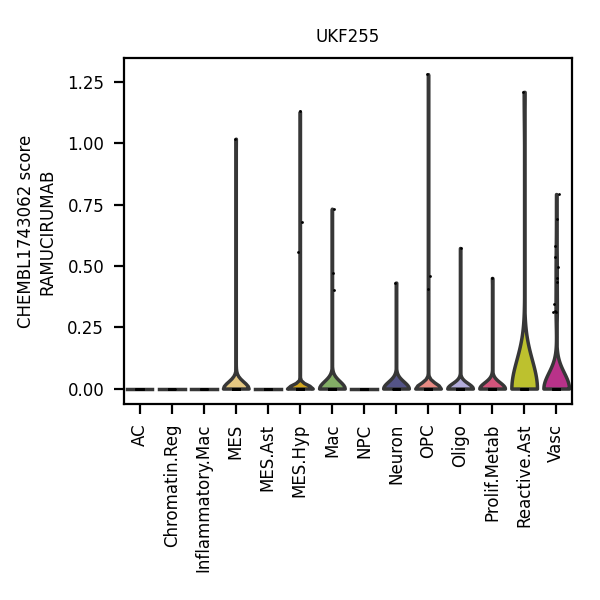 UKF255
CHEMBL1743062 score
RAMUCIRUMAB
1.25
1.00
0.75
0.50
0.25
0.00
AC
Chromatin.Reg
Inflammatory.Mac
MES
MES.Ast
MES.Hyp
Mac
NPC
Neuron
OPC
Oligo
Prolif.Metab
Reactive.Ast
Vasc